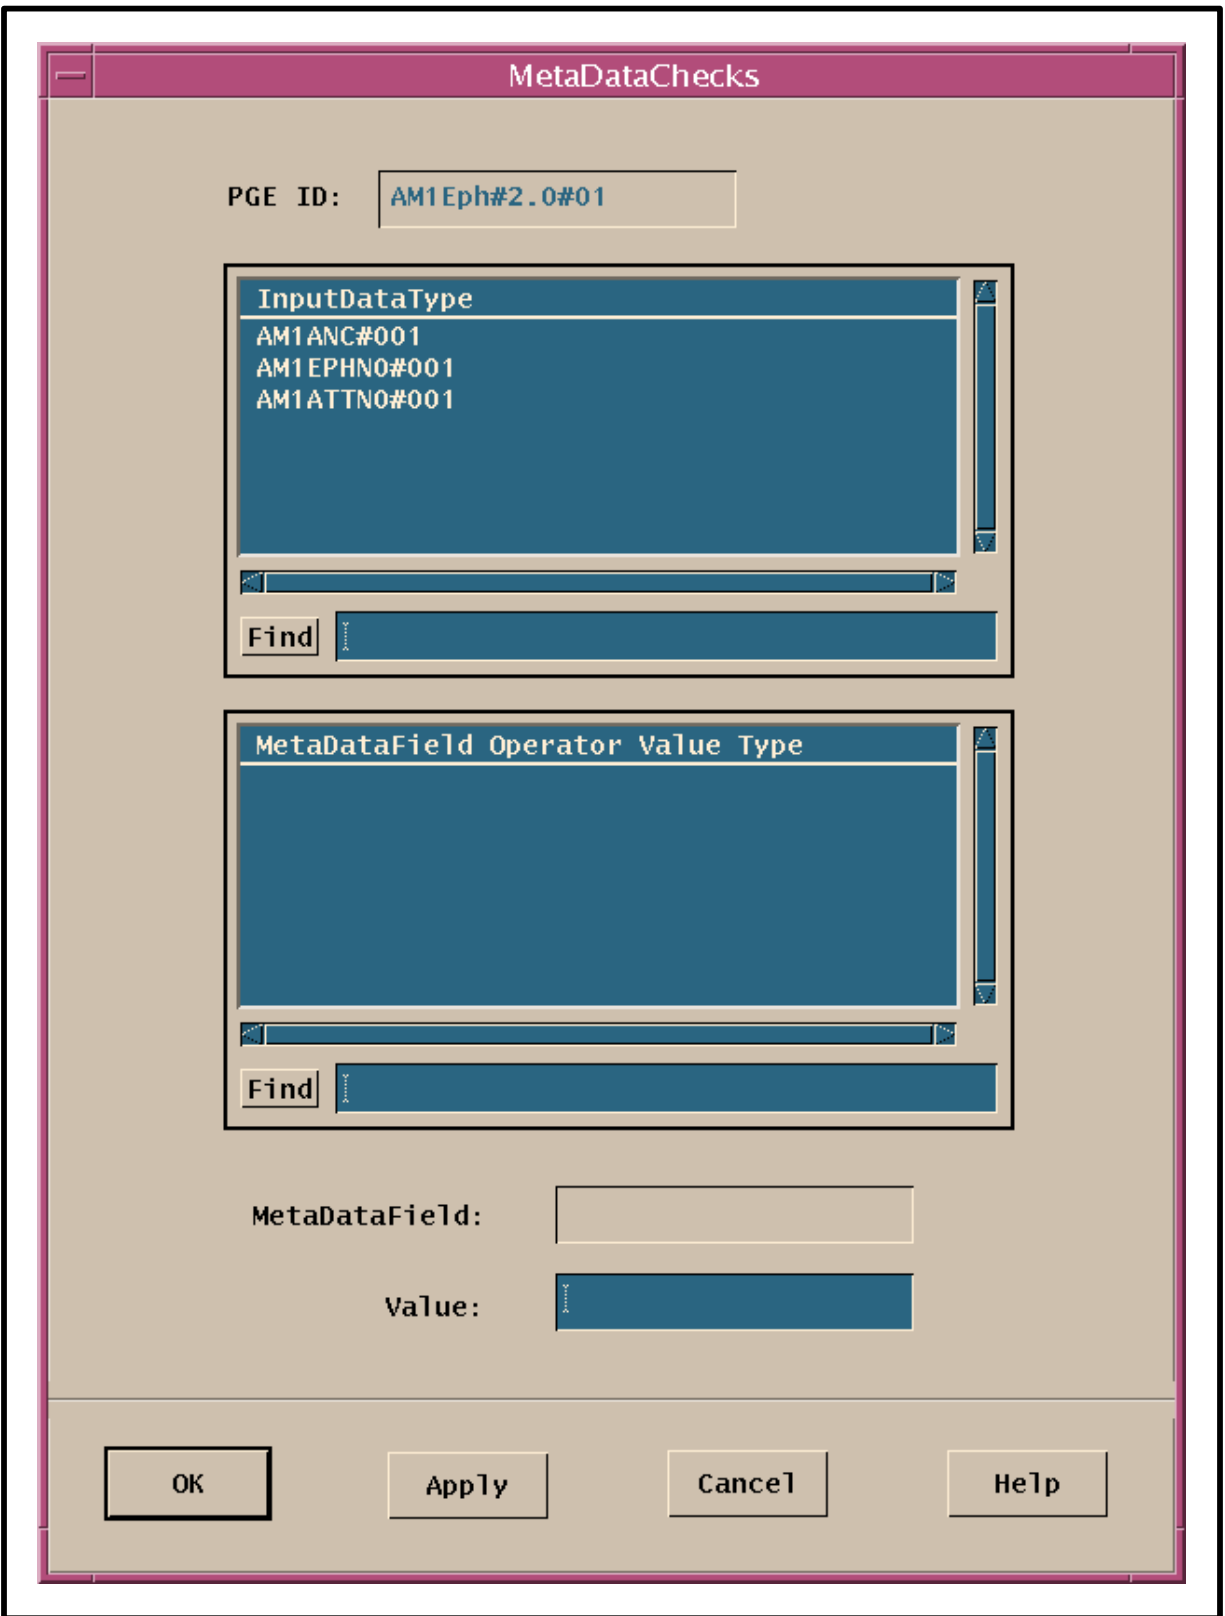 MetaDataChecks
PGE ID: AM1Eph#2.0#01
InputDataType
AM1ANC#001
AM1EPHN0#001
AM1ATTN0#001
Find
MetaDataField Operator Value Type
Find
MetaDataField:
Value:
OK Apply Cancel Help